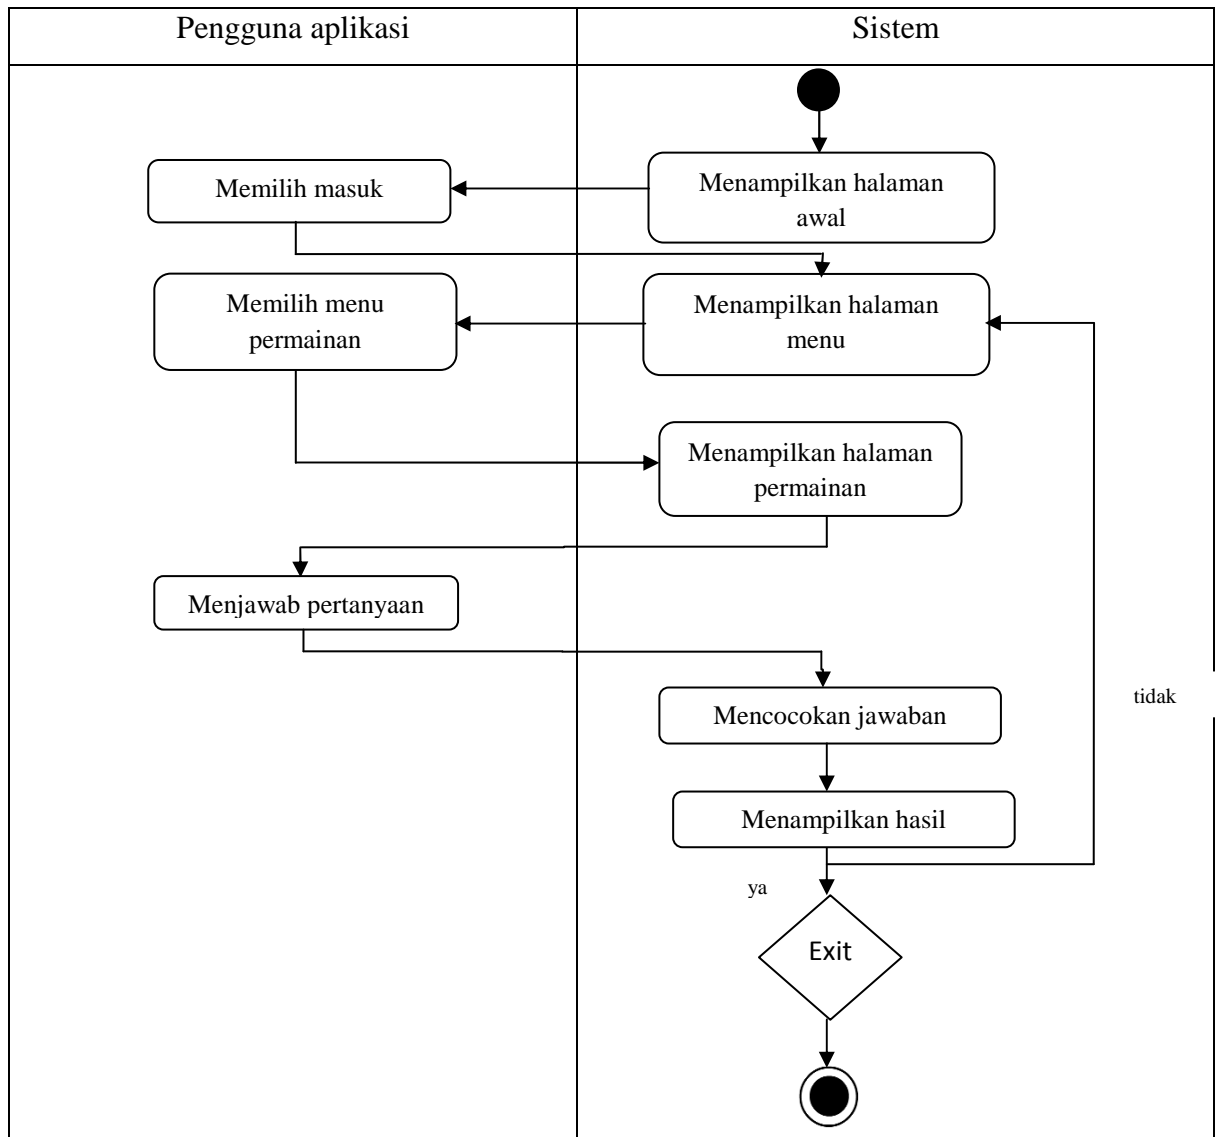 Pengguna aplikasi
Sistem
Memilih masuk
Menampilkan halaman
awal
Memilih menu
permainan
Menampilkan halaman
menu
Menampilkan halaman
permainan
Menjawab pertanyaan
tidak
Mencocokan jawaban
Menampilkan hasil
ya
Exit